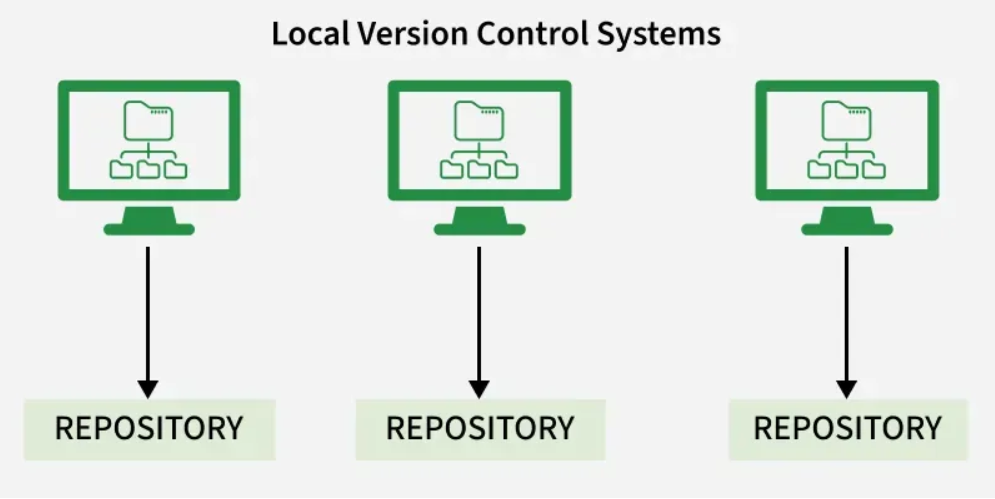 Local Version Control Systems
REPOSITORY
REPOSITORY
REPOSITORY